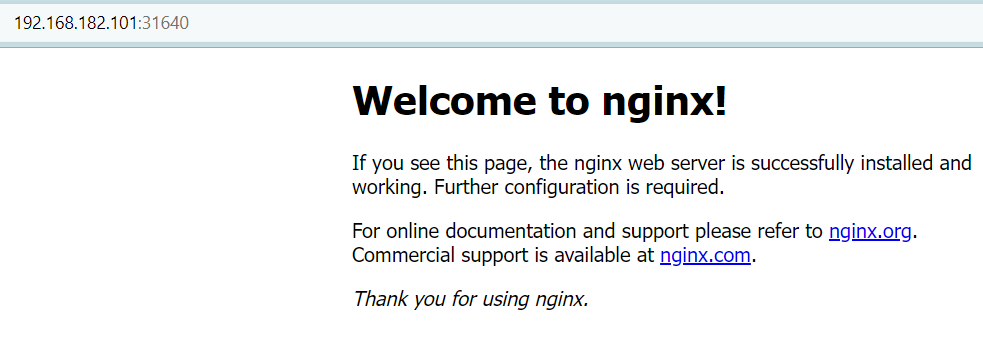 192.168.182.101:31640
Welcome to nginx!
If you see this page, the nginx web server is successfully installed and
working. Further configuration is required.
For online documentation and support please refer to nginx.org.
Commercial support is available at nginx.com.
Thank you for using nginx.